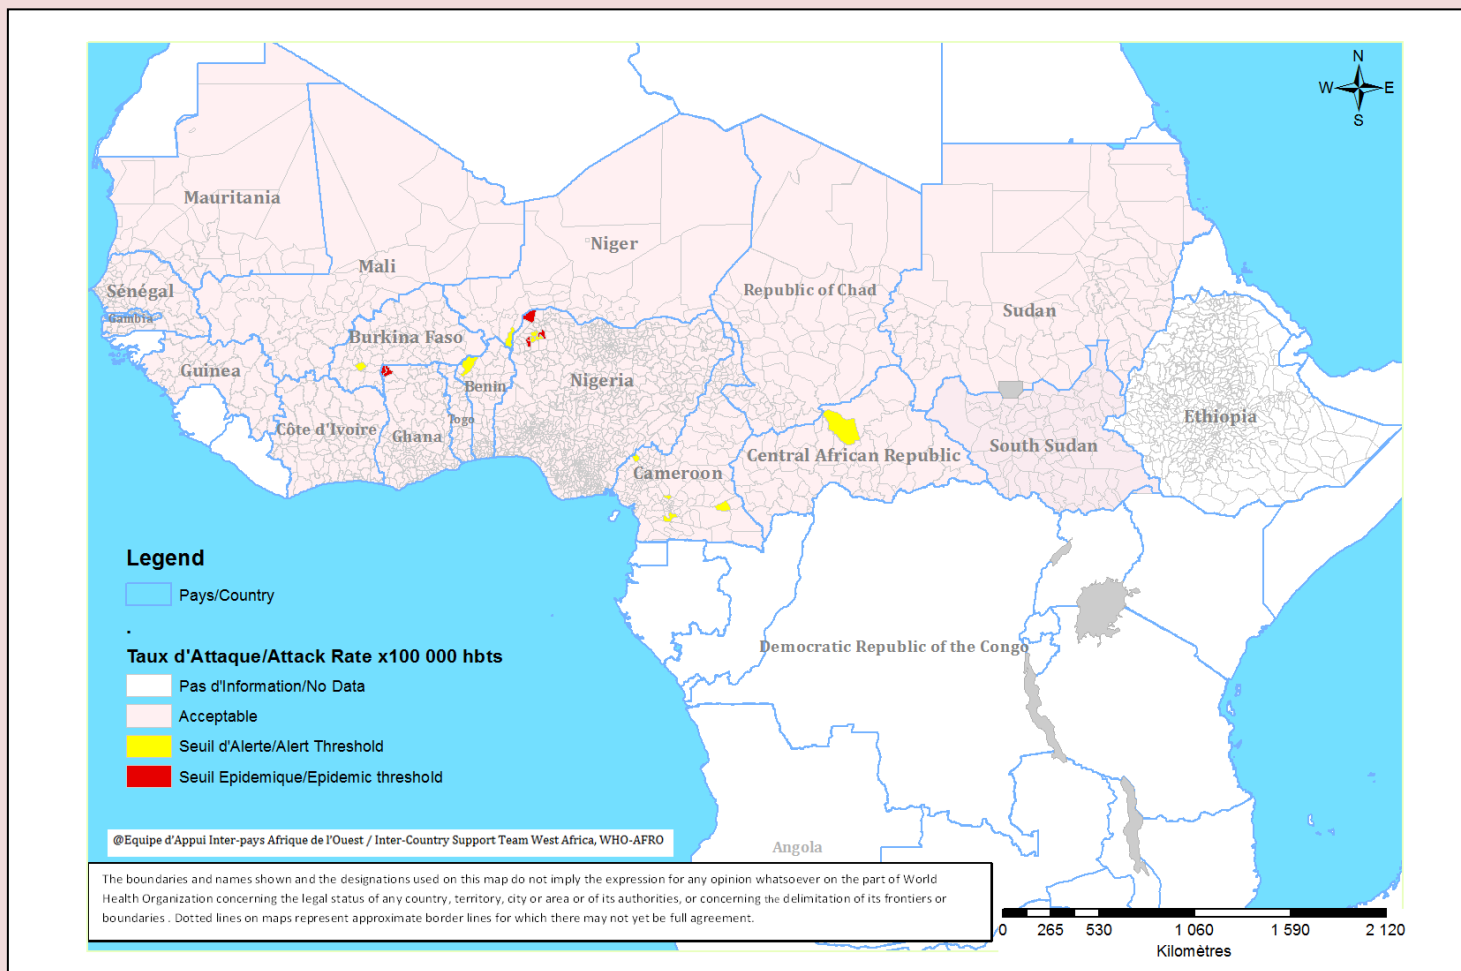 N
W
E
S
Mauritania
Niger
Mali
Republic of Chad
Sénégal
Sudan
Gambia
Burkina Faso
Guinea
Nigeria
Benin
Ethiopia
Togo
Côte d'Ivoire
Ghana
South Sudan
Central African Republic
Cameroon
Legend
Pays/Country
.
Taux d'Attaque/Attack Rate x100 000 hbts
Democratic Republic of the Congo
Pas d'Information/No Data
Acceptable
Seuil d'Alerte/Alert Threshold
Seuil Epidemique/Epidemic threshold
@Equipe d'Appui Inter-pays Afrique de l'Ouest / Inter-Country Support Team West Africa, WHO-AFRO
Angola
The boundaries and names shown and the designations used on this map do not imply the expression for any opinion whatsoever on the part of World
Health Organization concerning the legal status of any country, territory, city or area or of its authorities, or concerning the delimitation of its frontiers or
boundaries . Dotted lines on maps represent approximate border lines for which there may not yet be full agreement.
0 265 530 1 060 1 590 2 120
Kilomètres